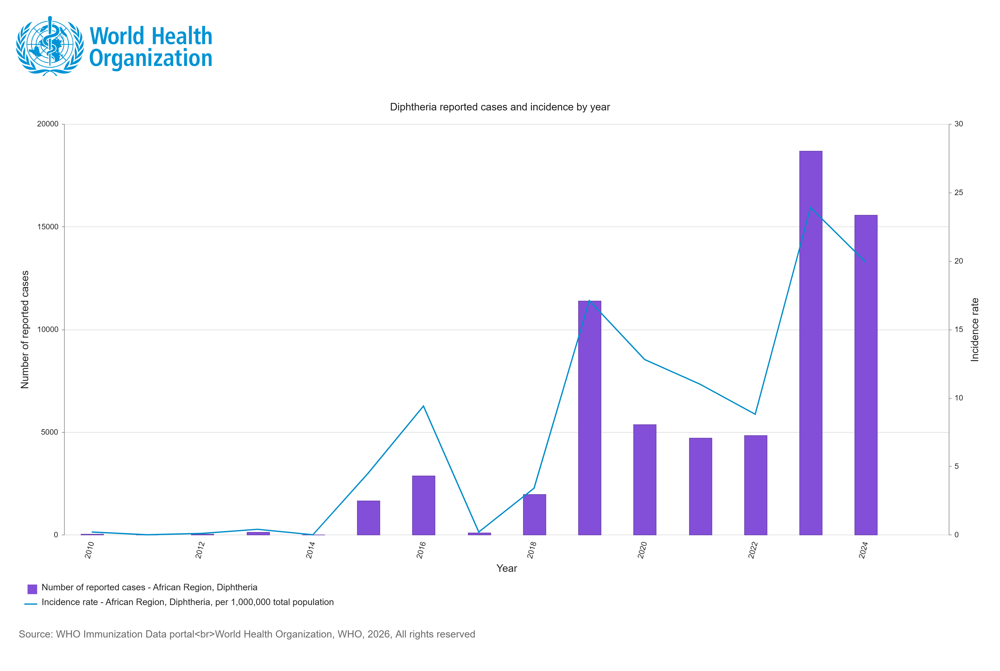 World Health
Organization
Diphtheria reported cases and incidence by year
20000
15000
10000
5000
0
Number of reported cases
30
25
20
15
10
5
0
Incidence rate
2010
2012
2014
2016
2018
2020
2022
2024
Year
Number of reported cases - African Region, Diphtheria
Incidence rate - African Region, Diphtheria, per 1,000,000 total population
Source: WHO Immunization Data portal<br>World Health Organization, WHO, 2026, All rights reserved